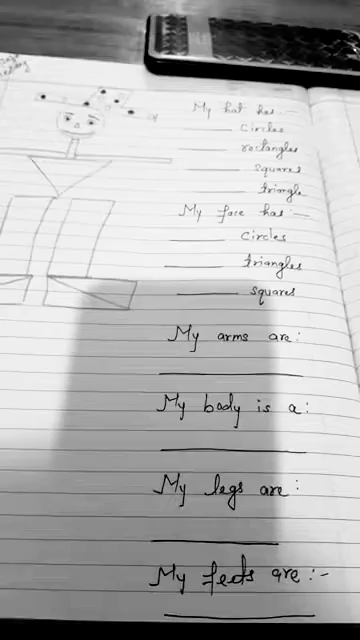 My hat has :-
Circles
rectangles
squares
triangle
My face has :-
Circles
triangles
squares
My arms are:
My body is a:
My legs are:
My feets are :-